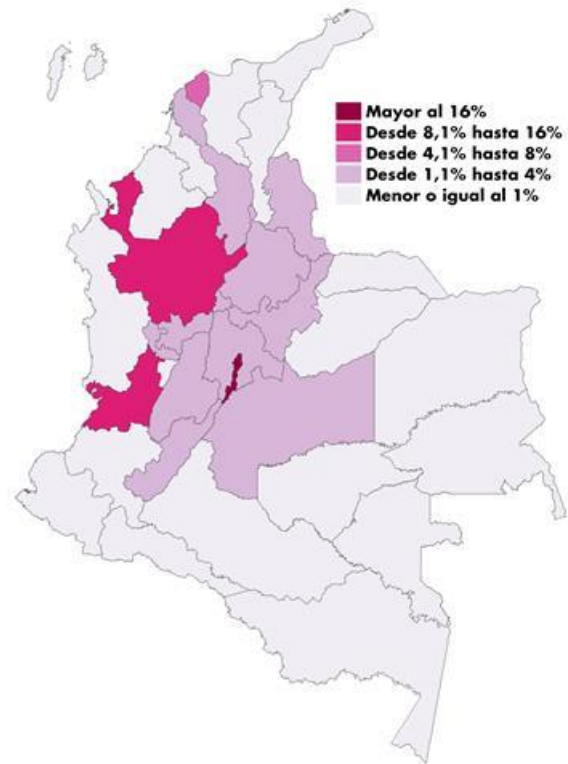 Mayor al 16%
Desde 8,1% hasta 16%
Desde 4,1% hasta 8%
Desde 1,1% hasta 4%
Menor o igual al 1%